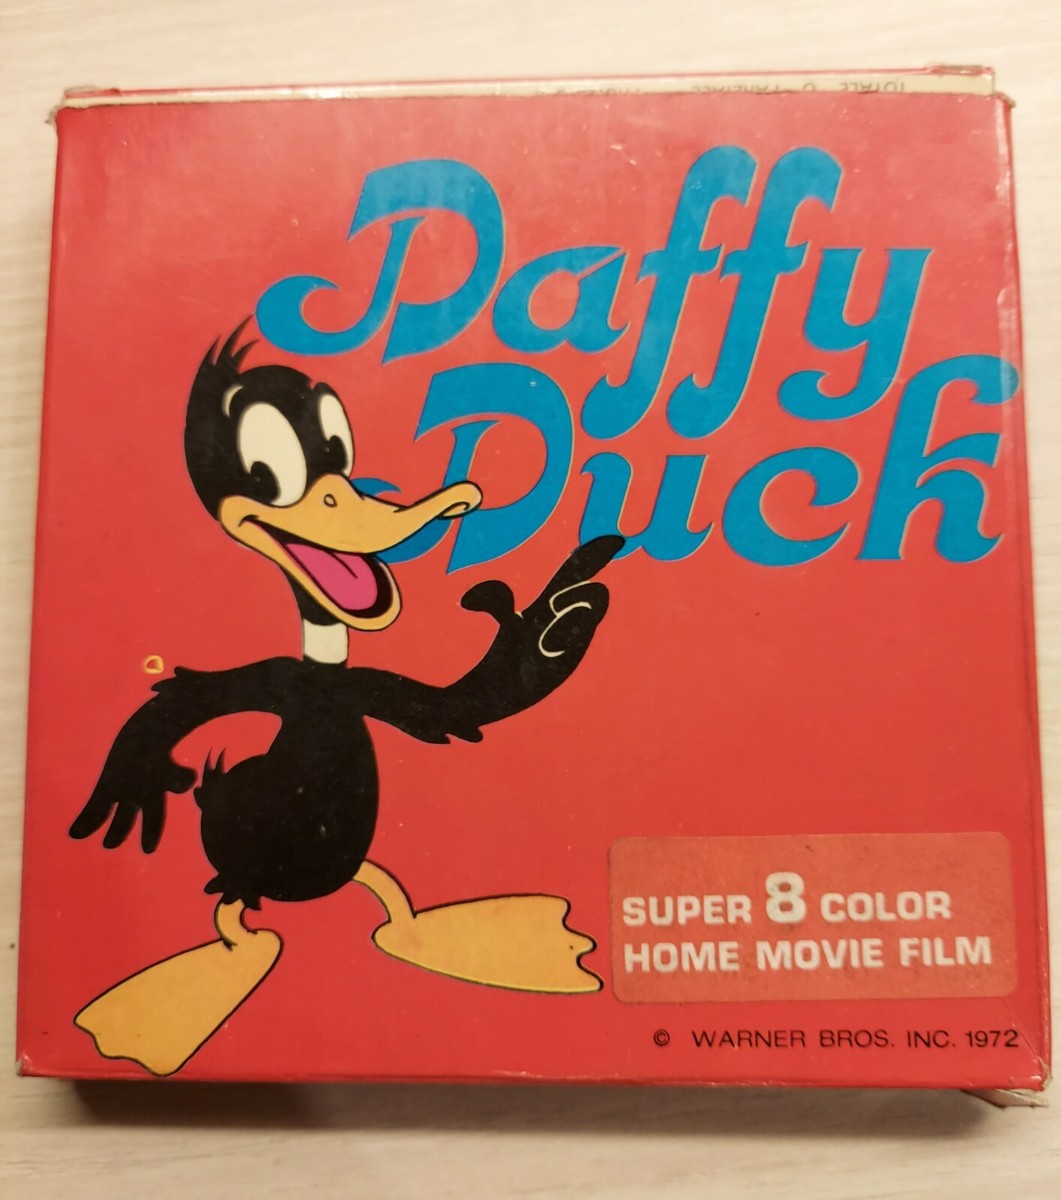 Daffy
Duck
SUPER 8 COLOR
HOME MOVIE FILM
© WARNER BROS. INC. 1972